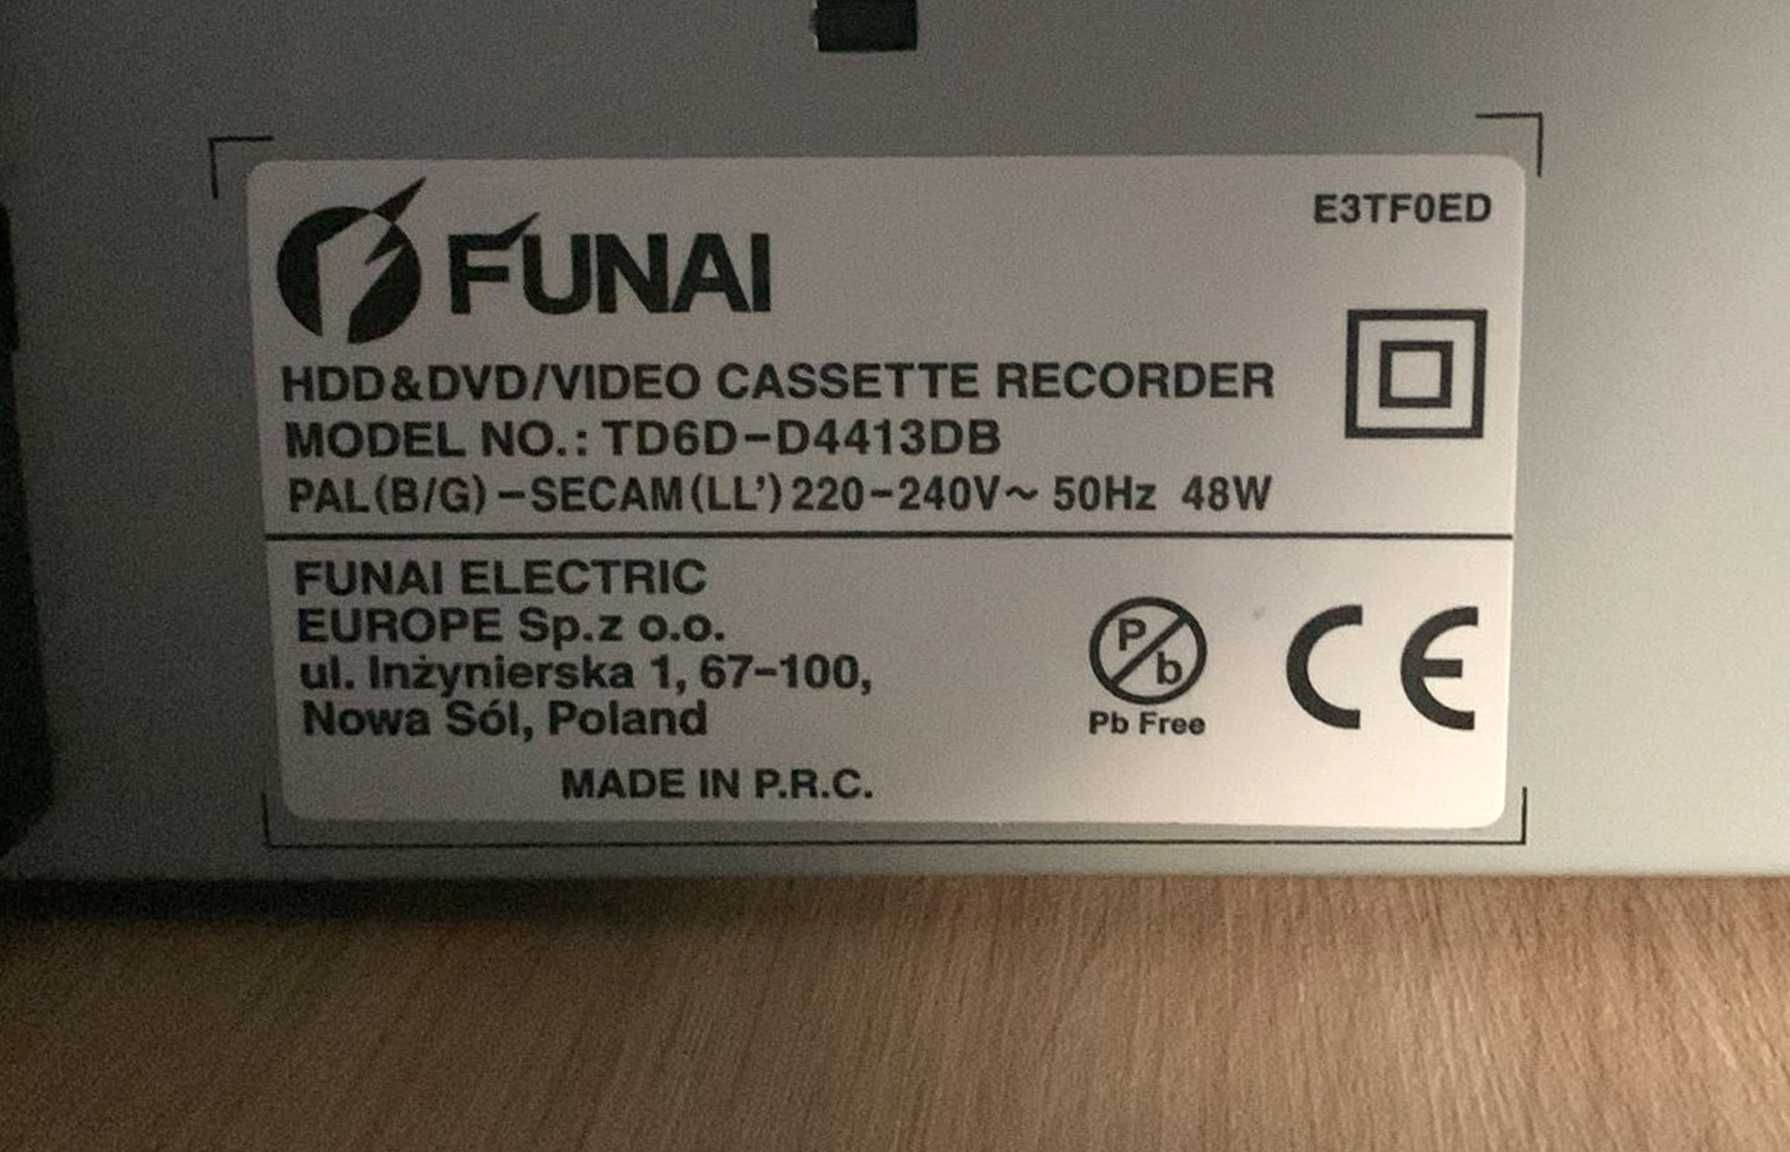 E3TF0ED
FUNAI
HDD&DVD/VIDEO CASSETTE RECORDER
MODEL NO.: TD6D-D4413DB
PAL(B/G)-SECAM(LL') 220-240V~ 50Hz 48W
FUNAI ELECTRIC
EUROPE Sp.z o.o.
ul. Inżynierska 1, 67-100,
Nowa Sól, Poland
Pb
Pb Free
CE
MADE IN P.R.C.